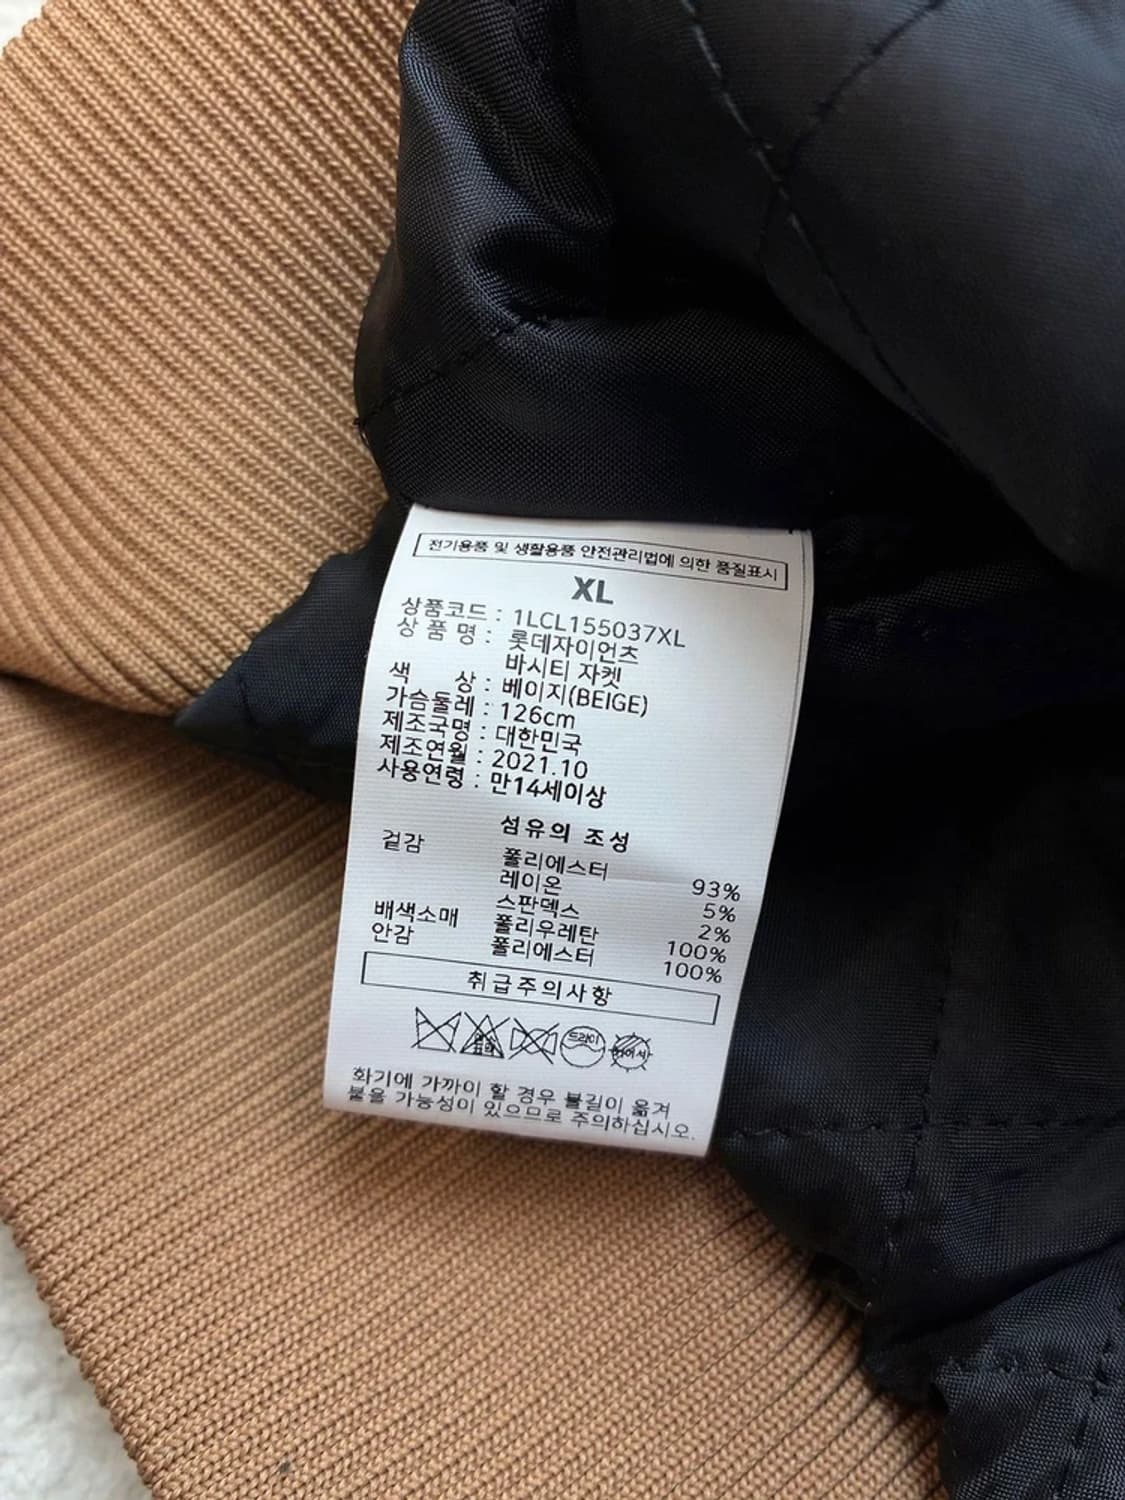 전기용품 및 생활용품 안전관리법에 의한 품질표시
XL
상품코드 : 1LCL155037XL
상 품 명 : 롯데자이언츠
바시티 자켓
색 상 : 베이지(BEIGE)
가슴둘레 : 126cm
제조국명 : 대한민국
제조연월 : 2021.10
사용연령 : 만14세이상
섬유의 조성
겉감 폴리에스터 93%
레이온 5%
스판덱스 2%
배색소매 폴리우레탄 100%
안감 폴리에스터 100%
취급주의사항
드라이
화기에 가까이 할 경우 불길이 옮겨
붙을 가능성이 있으므로 주의하십시오.